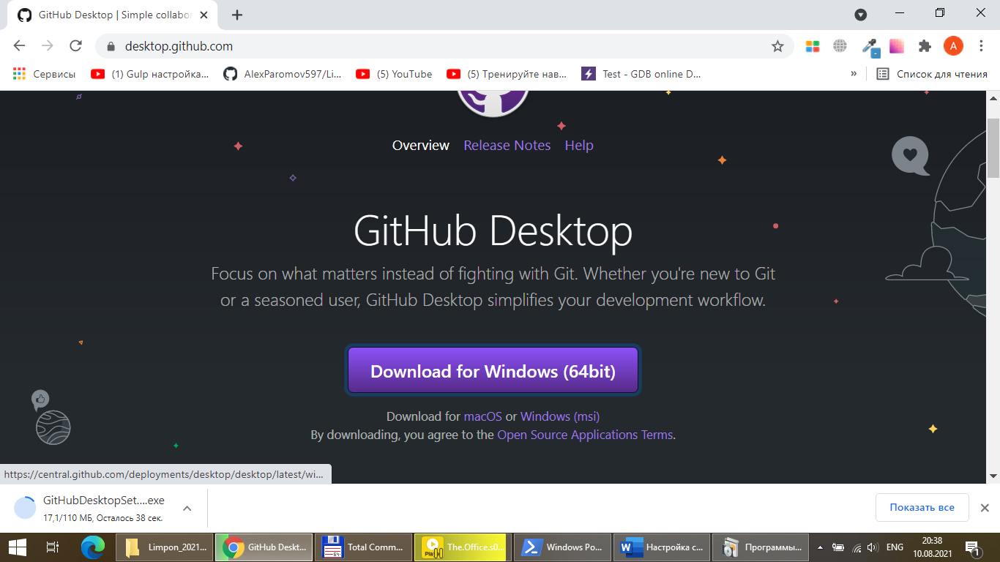 GitHub Desktop | Simple collabor
desktop.github.com
A
Сервисы
(1) Gulp настройка...
AlexParomov597/Li...
(5) YouTube
(5) Тренируйте нав...
Test - GDB online D...
»
Список для чтения
Overview Release Notes Help
GitHub Desktop
Focus on what matters instead of fighting with Git. Whether you're new to Git
or a seasoned user, GitHub Desktop simplifies your development workflow.
Download for Windows (64bit)
Download for macOS or Windows (msi)
By downloading, you agree to the Open Source Applications Terms.
https://central.github.com/deployments/desktop/desktop/latest/wi...
GitHubDesktopSet....exe
17,1/110 МБ, Осталось 38 сек.
Показать все
Limpon_2021...
GitHub Deskt...
64
Total Comm...
The.Office.s0...
Windows Po...
Настройка с...
Программы...
ENG
20:38
10.08.2021
1